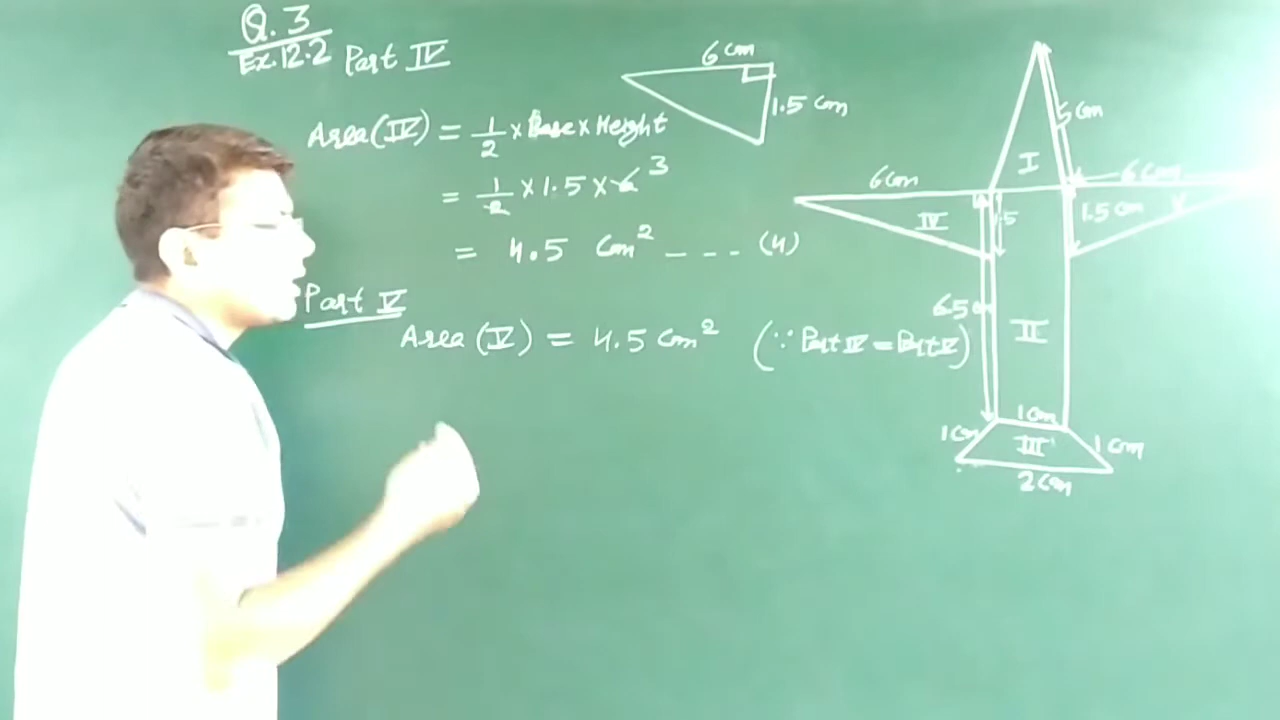 Q.3
Ex.12.2 Part IV
Area(IV) = 1/2 × Base × Height
= 1/2 × 1.5 × 6 3
= 4.5 cm² --- (4)
Part V
Area (V) = 4.5 cm² (∵ Part IV = Part V)
6 cm
1.5 cm
5 cm
I
6 cm
6 cm
IV
1.5
1.5 cm
V
6.5 cm
II
1 cm
1 cm
III
1 cm
2 cm